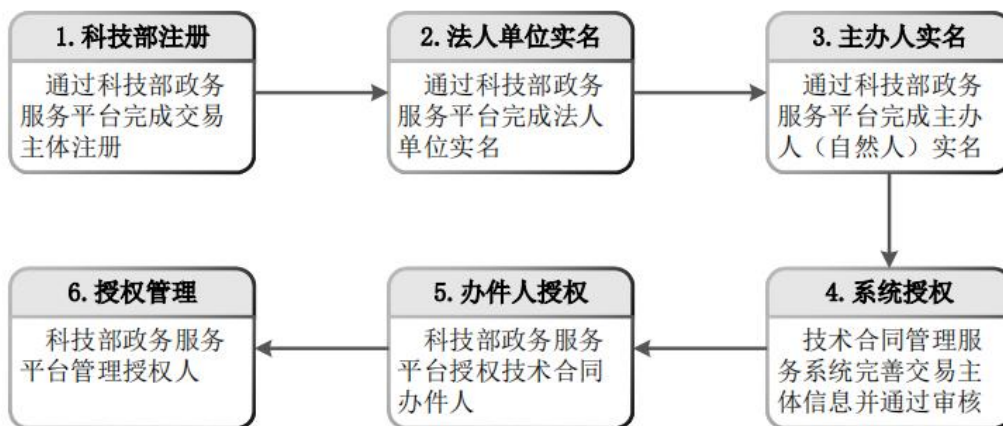 1.科技部注册
通过科技部政务
服务平台完成交易
主体注册
2.法人单位实名
通过科技部政务
服务平台完成法人
单位实名
3.主办人实名
通过科技部政务
服务平台完成主办
人（自然人）实名
4.系统授权
技术合同管理服
务系统完善交易主
体信息并通过审核
5.办件人授权
科技部政务服务
平台授权技术合同
办件人
6.授权管理
科技部政务服务
平台管理授权人